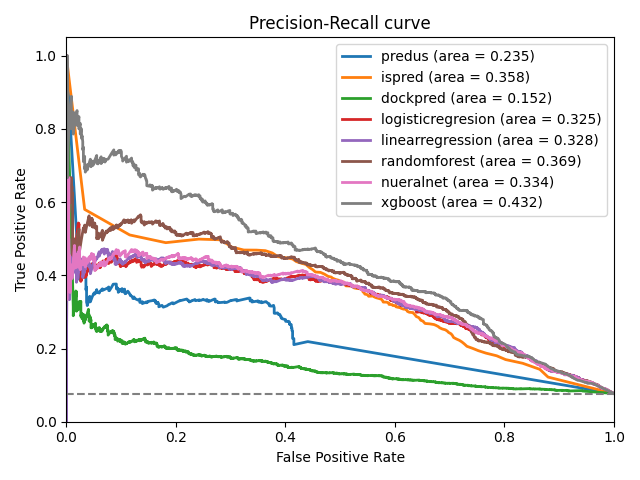 Precision-Recall curve
predus (area = 0.235)
ispred (area = 0.358)
dockpred (area = 0.152)
logisticregresion (area = 0.325)
linearregression (area = 0.328)
randomforest (area = 0.369)
nueralnet (area = 0.334)
xgboost (area = 0.432)
True Positive Rate
1.0
0.8
0.6
0.4
0.2
0.0
0.0 0.2 0.4 0.6 0.8 1.0
False Positive Rate